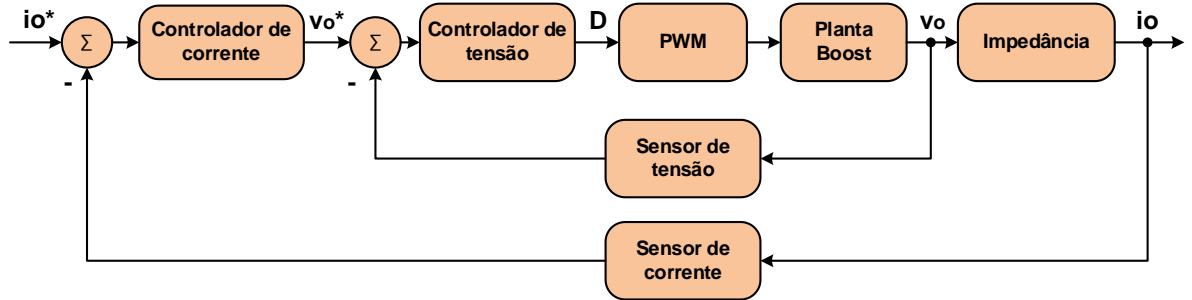 io*
Σ
-
Controlador de
corrente
vo*
Σ
-
Controlador de
tensão
D
PWM
Planta
Boost
vo
Impedância
io
Sensor de
tensão
Sensor de
corrente